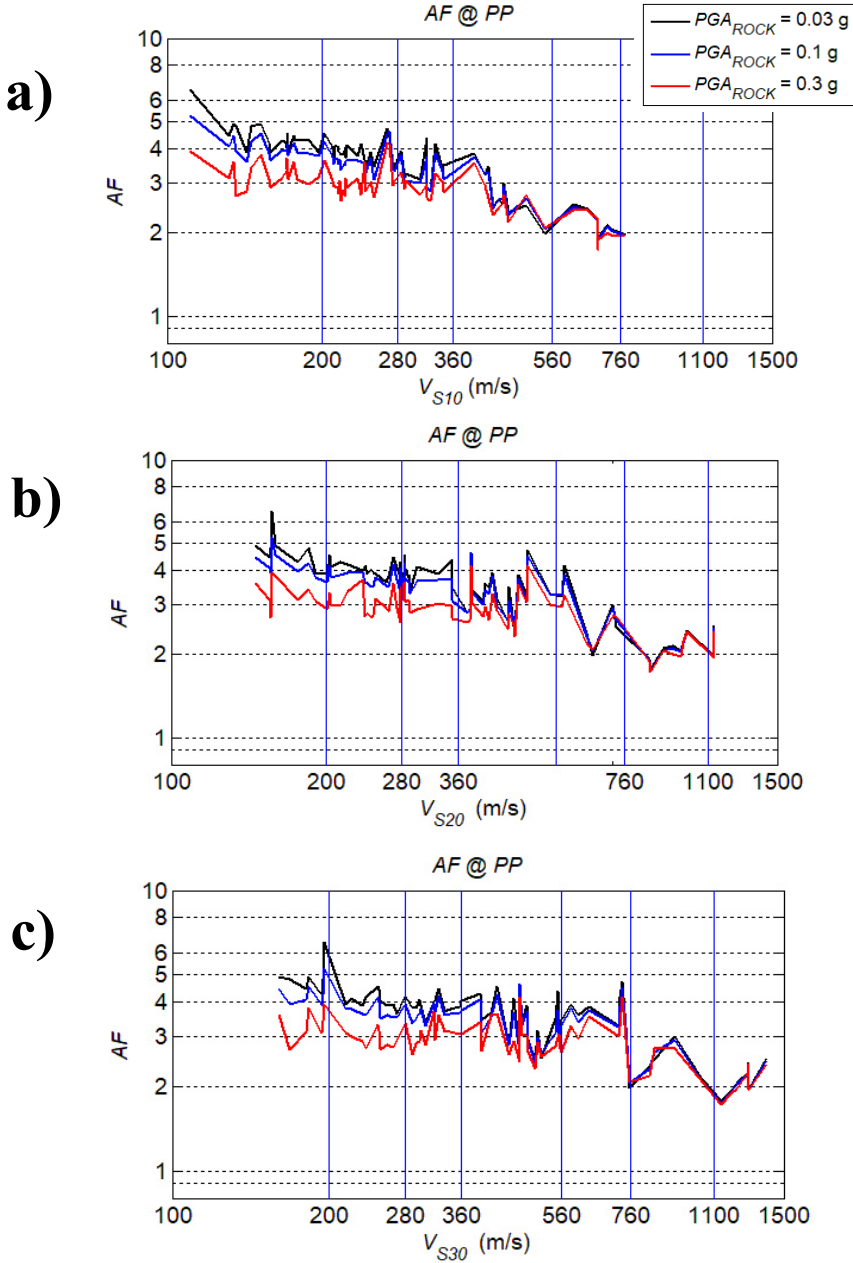 AF @ PP
PGA_ROCK = 0.03 g
PGA_ROCK = 0.1 g
PGA_ROCK = 0.3 g
a)
10
8
6
5
4
3
2
1
AF
100 200 280 360 560 760 1100 1500
V_S10 (m/s)
AF @ PP
b)
10
8
6
5
4
3
2
1
AF
100 200 280 360 760 1100 1500
V_S20 (m/s)
AF @ PP
c)
10
8
6
5
4
3
2
1
AF
100 200 280 360 560 760 1100 1500
V_S30 (m/s)